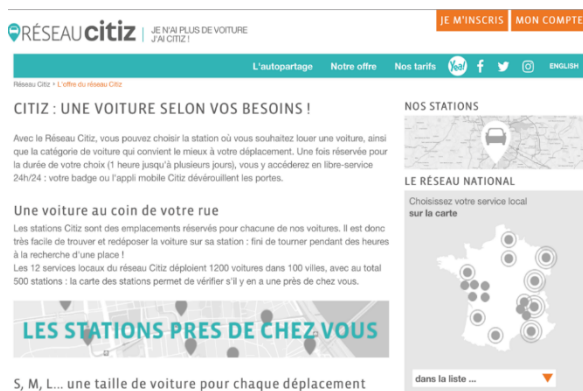 RÉSEAU citiz
JE N'AI PLUS DE VOITURE
J'AI CITIZ !
JE M'INSCRIS
MON COMPTE
L'autopartage
Notre offre
Nos tarifs
Yea!
ENGLISH
Réseau Citiz > L'offre du réseau Citiz
CITIZ : UNE VOITURE SELON VOS BESOINS !
Avec le Réseau Citiz, vous pouvez choisir la station où vous souhaitez louer une voiture, ainsi
que la catégorie de voiture qui convient le mieux à votre déplacement. Une fois réservée pour
la durée de votre choix (1 heure jusqu'à plusieurs jours), vous y accéderez en libre-service
24h/24 : votre badge ou l'appli mobile Citiz dévérouillent les portes.
Une voiture au coin de votre rue
Les stations Citiz sont des emplacements réservés pour chacune de nos voitures. Il est donc
très facile de trouver et redéposer la voiture sur sa station : fini de tourner pendant des heures
à la recherche d'une place !
Les 12 services locaux du réseau Citiz déploient 1200 voitures dans 100 villes, avec au total
500 stations : la carte des stations permet de vérifier s'il y en a une près de chez vous.
LES STATIONS PRES DE CHEZ VOUS
S, M, L... une taille de voiture pour chaque déplacement
NOS STATIONS
LE RÉSEAU NATIONAL
Choisissez votre service local
sur la carte
dans la liste ...